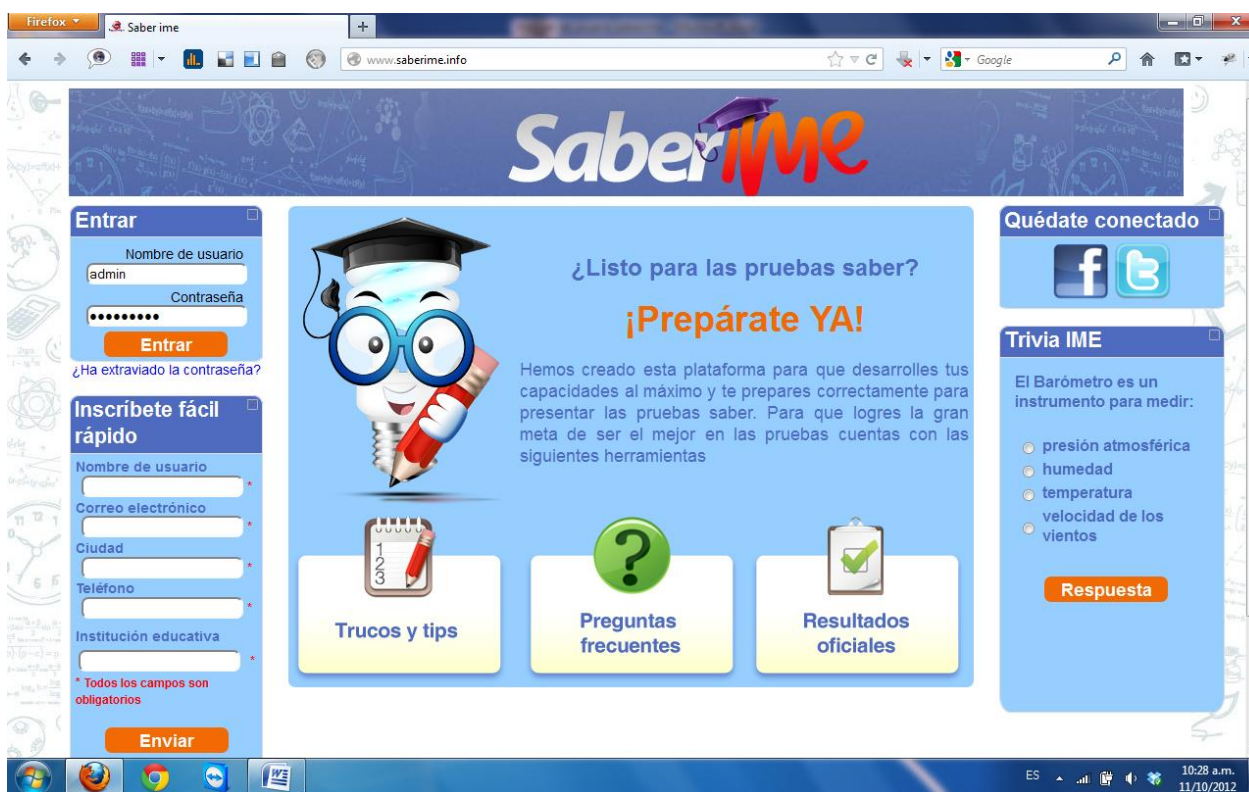 Firefox
Saber ime
www.saberime.info
Google
Saber ime
Entrar
Nombre de usuario
admin
Contraseña
•••••••••
Entrar
¿Ha extraviado la contraseña?
Inscríbete fácil
rápido
Nombre de usuario
*
Correo electrónico
*
Ciudad
*
Teléfono
*
Institución educativa
*
* Todos los campos son
obligatorios
Enviar
¿Listo para las pruebas saber?
¡Prepárate YA!
Hemos creado esta plataforma para que desarrolles tus
capacidades al máximo y te prepares correctamente para
presentar las pruebas saber. Para que logres la gran
meta de ser el mejor en las pruebas cuentas con las
siguientes herramientas
1
2
3
Trucos y tips
?
Preguntas
frecuentes
Resultados
oficiales
Quédate conectado
Trivia IME
El Barómetro es un
instrumento para medir:
presión atmosférica
humedad
temperatura
velocidad de los
vientos
Respuesta
ES
10:28 a.m.
11/10/2012